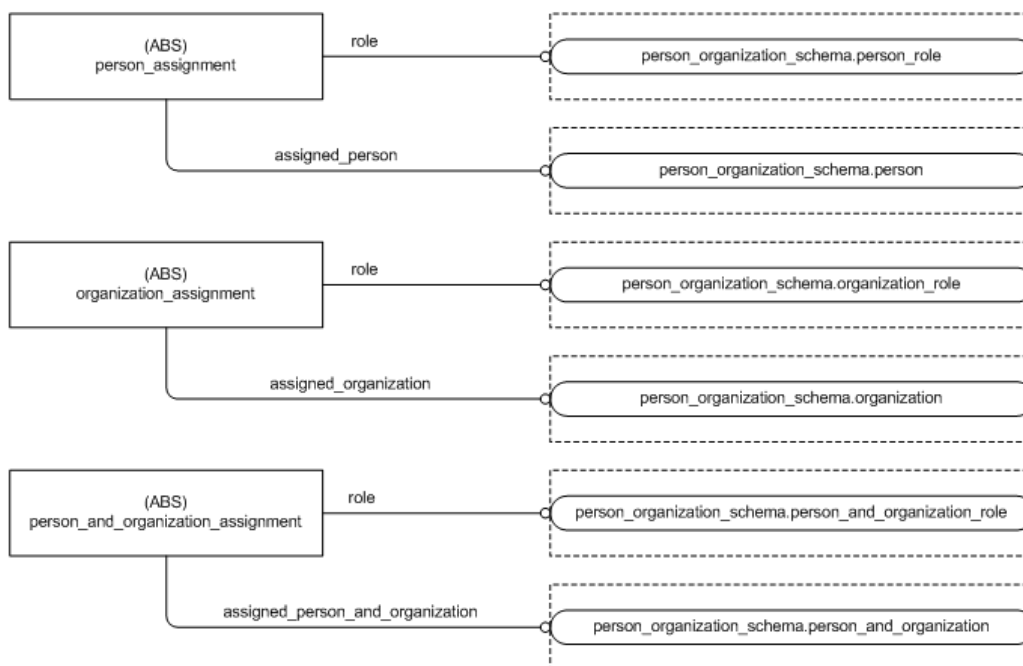 (ABS)
person_assignment
role
person_organization_schema.person_role
assigned_person
person_organization_schema.person
(ABS)
organization_assignment
role
person_organization_schema.organization_role
assigned_organization
person_organization_schema.organization
(ABS)
person_and_organization_assignment
role
person_organization_schema.person_and_organization_role
assigned_person_and_organization
person_organization_schema.person_and_organization